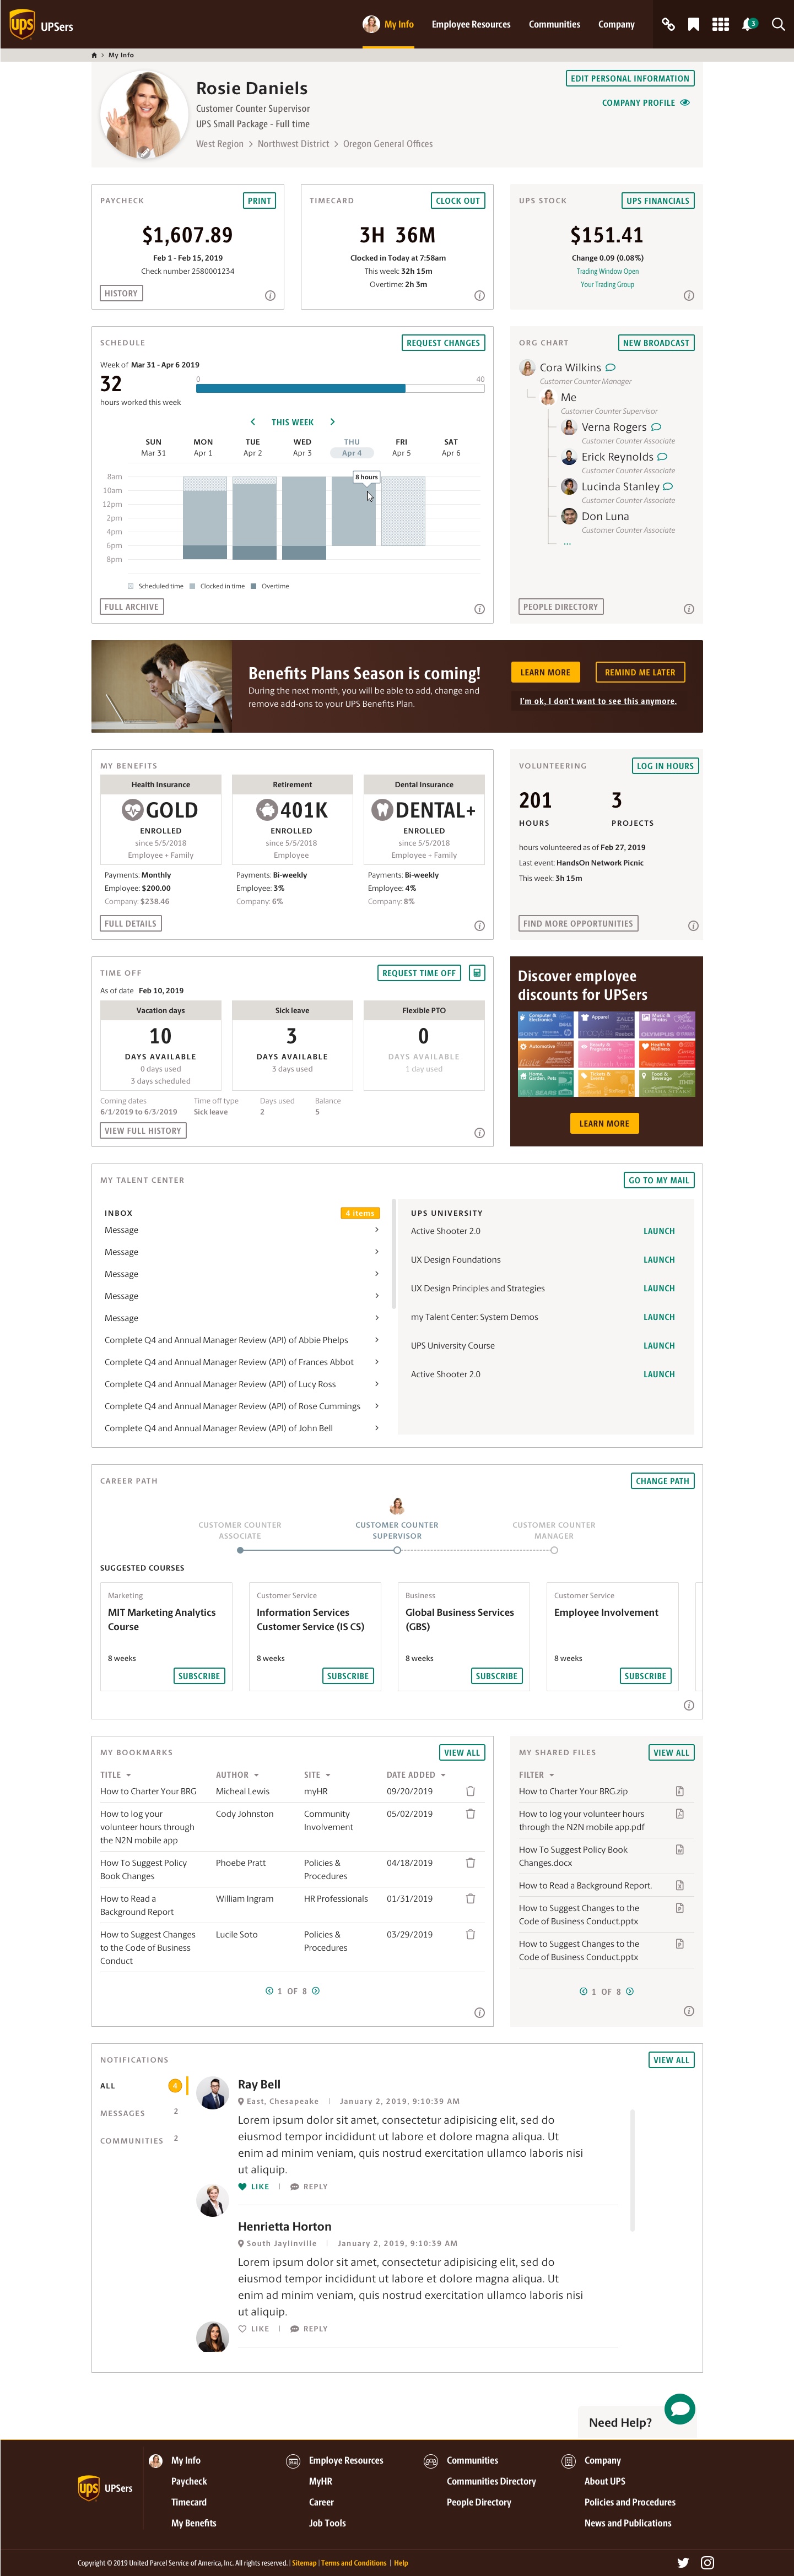 ups UPSers
My Info Employee Resources Communities Company 3
> My Info
Rosie Daniels
Customer Counter Supervisor
UPS Small Package - Full time
West Region > Northwest District > Oregon General Offices
EDIT PERSONAL INFORMATION
COMPANY PROFILE
PAYCHECK PRINT
$1,607.89
Feb 1 - Feb 15, 2019
Check number 2580001234
HISTORY
TIMECARD CLOCK OUT
3H 36M
Clocked in Today at 7:58am
This week: 32h 15m
Overtime: 2h 3m
UPS STOCK UPS FINANCIALS
$151.41
Change 0.09 (0.08%)
Trading Window Open
Your Trading Group
SCHEDULE REQUEST CHANGES
Week of Mar 31 - Apr 6 2019
32
hours worked this week
0 40
< THIS WEEK >
SUN MON TUE WED THU FRI SAT
Mar 31 Apr 1 Apr 2 Apr 3 Apr 4 Apr 5 Apr 6
8 hours
8am
10am
12pm
2pm
4pm
6pm
8pm
Scheduled time Clocked in time Overtime
FULL ARCHIVE
ORG CHART NEW BROADCAST
Cora Wilkins
Customer Counter Manager
Me
Customer Counter Supervisor
Verna Rogers
Customer Counter Associate
Erick Reynolds
Customer Counter Associate
Lucinda Stanley
Customer Counter Associate
Don Luna
Customer Counter Associate
...
PEOPLE DIRECTORY
Benefits Plans Season is coming!
During the next month, you will be able to add, change and
remove add-ons to your UPS Benefits Plan.
LEARN MORE REMIND ME LATER
I'm ok, I don't want to see this anymore.
MY BENEFITS
Health Insurance
GOLD
ENROLLED
since 5/5/2018
Employee + Family
Payments: Monthly
Employee: $200.00
Company: $238.46
Retirement
401K
ENROLLED
since 5/5/2018
Employee
Payments: Bi-weekly
Employee: 3%
Company: 6%
Dental Insurance
DENTAL+
ENROLLED
since 5/5/2018
Employee + Family
Payments: Bi-weekly
Employee: 4%
Company: 8%
FULL DETAILS
VOLUNTEERING LOG IN HOURS
201 3
HOURS PROJECTS
hours volunteered as of Feb 27, 2019
Last event: HandsOn Network Picnic
This week: 3h 15m
FIND MORE OPPORTUNITIES
TIME OFF REQUEST TIME OFF
As of date Feb 10, 2019
Vacation days
10
DAYS AVAILABLE
0 days used
3 days scheduled
Sick leave
3
DAYS AVAILABLE
3 days used
Flexible PTO
0
DAYS AVAILABLE
1 day used
Coming dates Time off type Days used Balance
6/1/2019 to 6/3/2019 Sick leave 2 5
VIEW FULL HISTORY
Discover employee
discounts for UPSers
Computer &
Electronics
SONY
Apparel
ZALES
Reebok
Music &
Photos
OLYMPUS
Automotive
Beauty &
Fragrance
Health &
Wellness
Home,
Garden, Pets
SEARS
Tickets &
Events
Food &
Beverage
LEARN MORE
MY TALENT CENTER GO TO MY MAIL
INBOX 4 items
Message >
Message >
Message >
Message >
Message >
Complete Q4 and Annual Manager Review (API) of Abbie Phelps >
Complete Q4 and Annual Manager Review (API) of Frances Abbot >
Complete Q4 and Annual Manager Review (API) of Lucy Ross >
Complete Q4 and Annual Manager Review (API) of Rose Cummings >
Complete Q4 and Annual Manager Review (API) of John Bell >
UPS UNIVERSITY
Active Shooter 2.0 LAUNCH
UX Design Foundations LAUNCH
UX Design Principles and Strategies LAUNCH
my Talent Center: System Demos LAUNCH
UPS University Course LAUNCH
Active Shooter 2.0 LAUNCH
CAREER PATH CHANGE PATH
CUSTOMER COUNTER
ASSOCIATE
CUSTOMER COUNTER
SUPERVISOR
CUSTOMER COUNTER
MANAGER
SUGGESTED COURSES
Marketing
MIT Marketing Analytics
Course
8 weeks
SUBSCRIBE
Customer Service
Information Services
Customer Service (IS CS)
8 weeks
SUBSCRIBE
Business
Global Business Services
(GBS)
8 weeks
SUBSCRIBE
Customer Service
Employee Involvement
8 weeks
SUBSCRIBE
MY BOOKMARKS VIEW ALL
TITLE AUTHOR SITE DATE ADDED
How to Charter Your BRG Micheal Lewis myHR 09/20/2019
How to log your Cody Johnston Community 05/02/2019
volunteer hours through Involvement
the N2N mobile app
How To Suggest Policy Phoebe Pratt Policies & 04/18/2019
Book Changes Procedures
How to Read a William Ingram HR Professionals 01/31/2019
Background Report
How to Suggest Changes Lucile Soto Policies & 03/29/2019
to the Code of Business Procedures
Conduct
1 OF 8
MY SHARED FILES VIEW ALL
FILTER
How to Charter Your BRG.zip
How to log your volunteer hours
through the N2N mobile app.pdf
How To Suggest Policy Book
Changes.docx
How to Read a Background Report.
How to Suggest Changes to the
Code of Business Conduct.pptx
How to Suggest Changes to the
Code of Business Conduct.pptx
1 OF 8
NOTIFICATIONS VIEW ALL
ALL 4
MESSAGES 2
COMMUNITIES 2
Ray Bell
East, Chesapeake | January 2, 2019, 9:10:39 AM
Lorem ipsum dolor sit amet, consectetur adipisicing elit, sed do
eiusmod tempor incididunt ut labore et dolore magna aliqua. Ut
enim ad minim veniam, quis nostrud exercitation ullamco laboris nisi
ut aliquip.
LIKE | REPLY
Henrietta Horton
South Jaylinville | January 2, 2019, 9:10:39 AM
Lorem ipsum dolor sit amet, consectetur adipisicing elit, sed do
eiusmod tempor incididunt ut labore et dolore magna aliqua. Ut
enim ad minim veniam, quis nostrud exercitation ullamco laboris nisi
ut aliquip.
LIKE | REPLY
Need Help?
ups UPSers
My Info
Paycheck
Timecard
My Benefits
Employe Resources
MyHR
Career
Job Tools
Communities
Communities Directory
People Directory
Company
About UPS
Policies and Procedures
News and Publications
Copyright © 2019 United Parcel Service of America, Inc. All rights reserved. | Sitemap | Terms and Conditions | Help